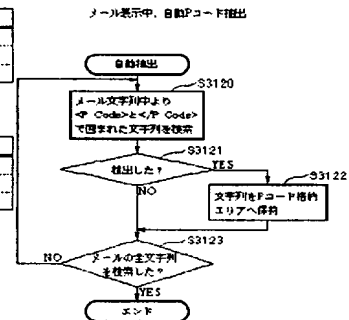 メール表示中、自動Pコード抽出
自動抽出
S3120
メール文字列中より
<P Code>と</P Code>
で囲まれた文字列を検索
S3121
検出した？
YES
NO
S3122
文字列をPコード格納
エリアへ保持
S3123
メールの全文字列
を検索した？
NO
YES
エンド